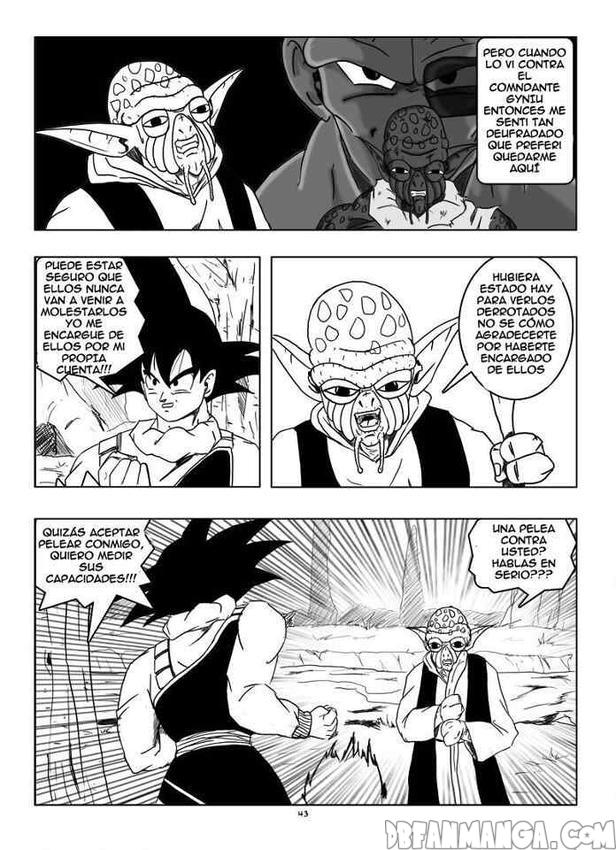 PERO CUANDO
LO VI CONTRA
EL
COMNDANTE
GYNIU
ENTONCES ME
SENTI TAN
DEUFRADADO
QUE PREFERI
QUEDARME
AQUÍ
PUEDE ESTAR
SEGURO QUE
ELLOS NUNCA
VAN A VENIR A
MOLESTARLOS
YO ME
ENCARGUE DE
ELLOS POR MI
PROPIA
CUENTA!!!
HUBIERA
ESTADO HAY
PARA VERLOS
DERROTADOS
NO SE CÓMO
AGRADECERTE
POR HABERTE
ENCARGADO
DE ELLOS
QUIZÁS ACEPTAR
PELEAR CONMIGO,
QUIERO MEDIR
SUS
CAPACIDADES!!!
UNA PELEA
CONTRA
USTED?
HABLAS EN
SERIO???
43
DBFANMANGA.COM